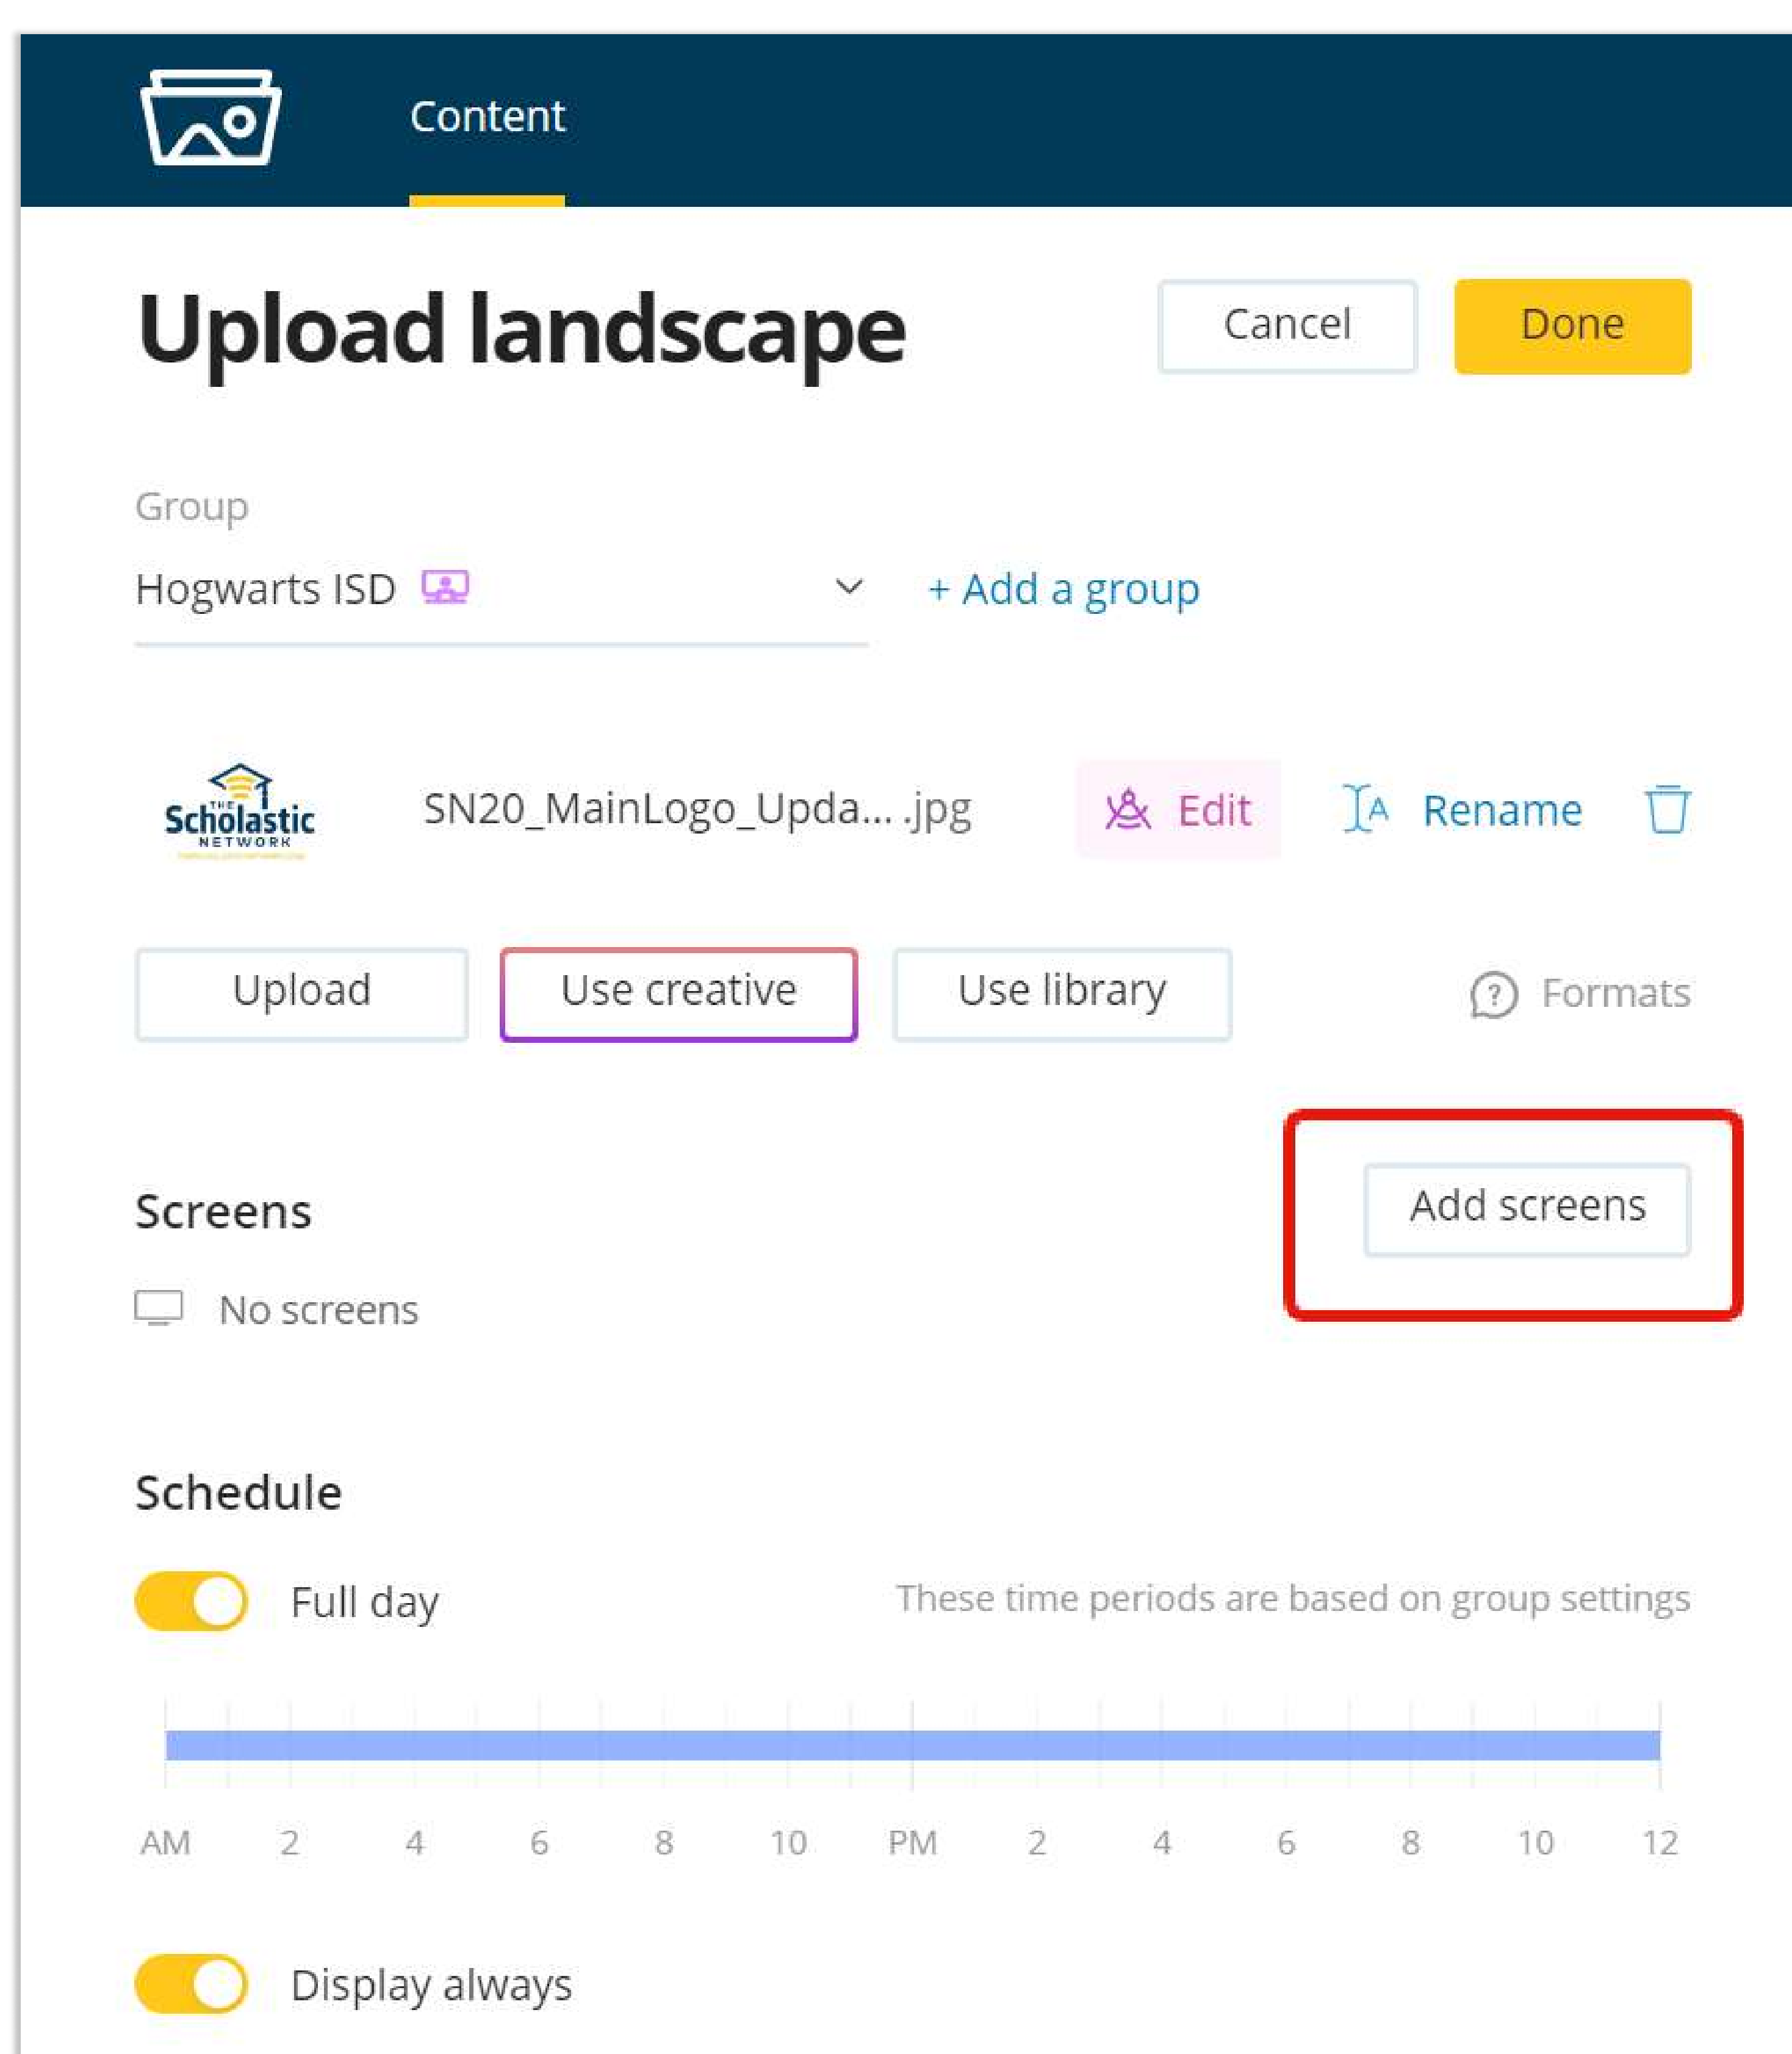 Content
Upload landscape
Cancel
Done
Group
Hogwarts ISD
+ Add a group
THE
Scholastic
NETWORK
SN20_MainLogo_Upda... .jpg
Edit
A
Rename
Upload
Use creative
Use library
? Formats
Screens
Add screens
No screens
Schedule
Full day
These time periods are based on group settings
AM 2 4 6 8 10 PM 2 4 6 8 10 12
Display always